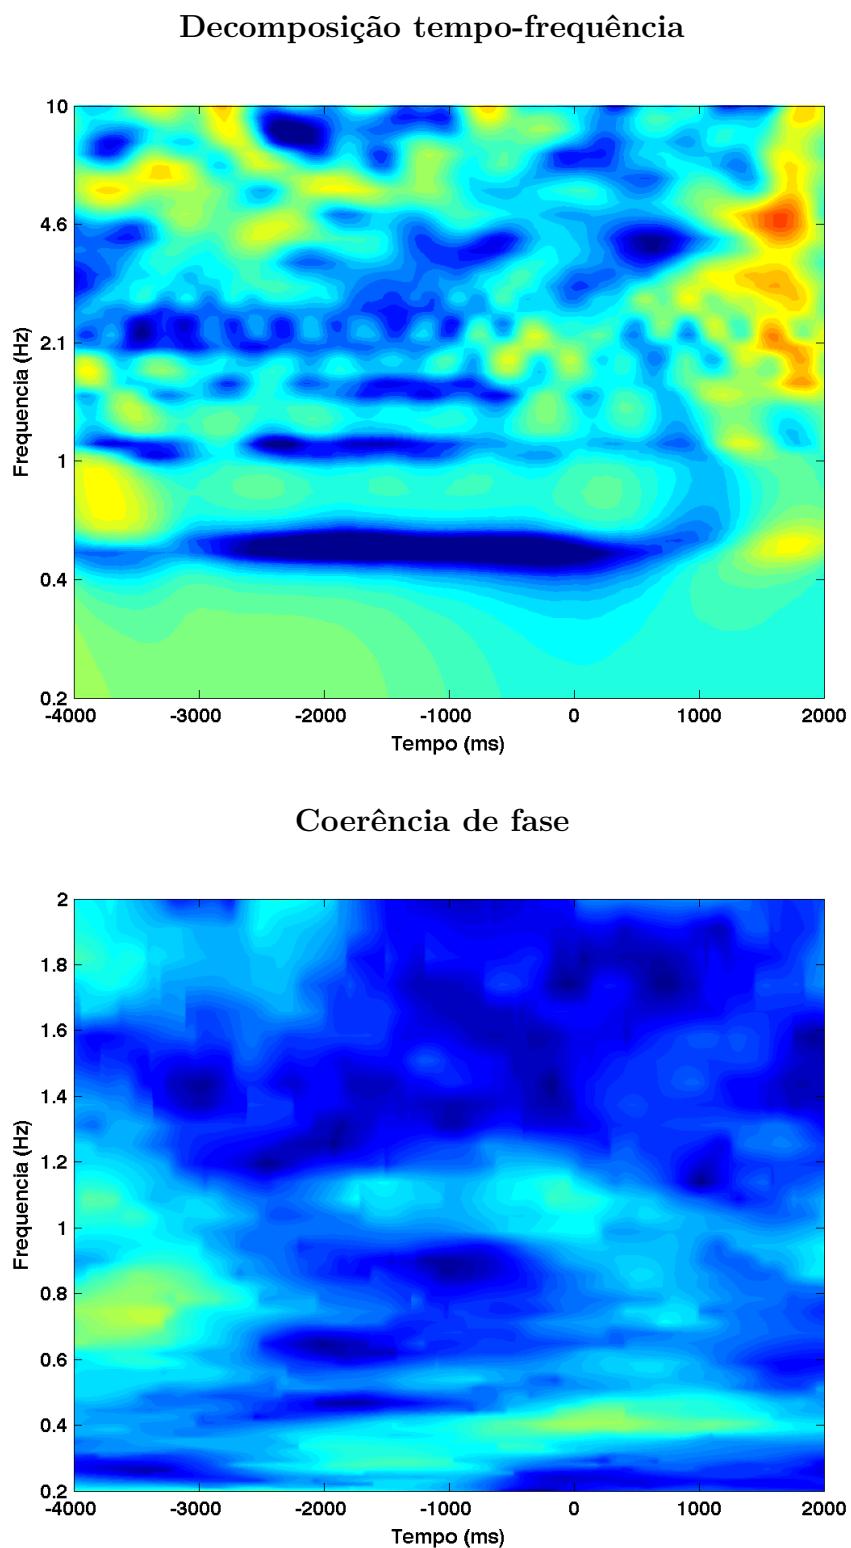 Decomposição tempo-frequência
10
4.6
2.1
1
0.4
0.2
Frequencia (Hz)
-4000 -3000 -2000 -1000 0 1000 2000
Tempo (ms)
Coerência de fase
2
1.8
1.6
1.4
1.2
1
0.8
0.6
0.4
0.2
Frequencia (Hz)
-4000 -3000 -2000 -1000 0 1000 2000
Tempo (ms)